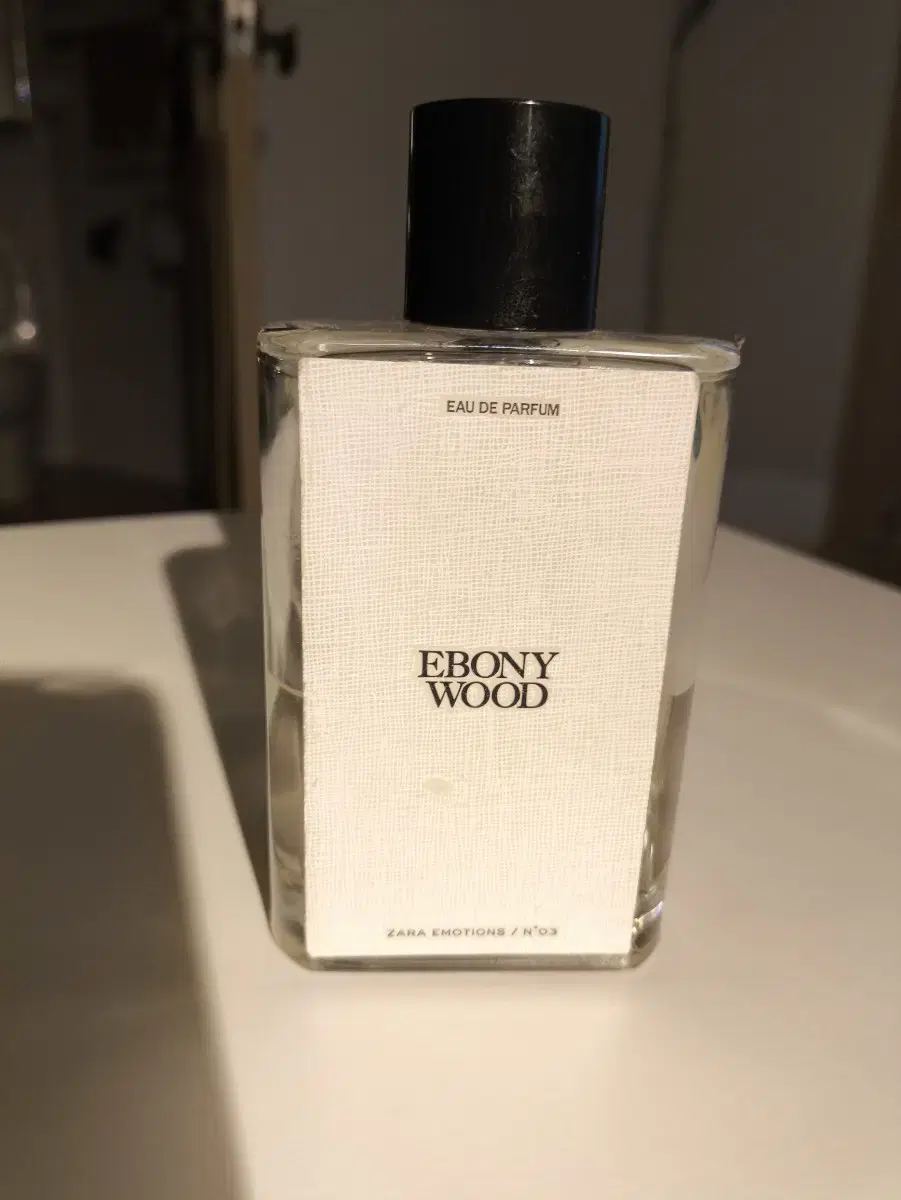 EAU DE PARFUM
EBONY
WOOD
ZARA EMOTIONS / N°03